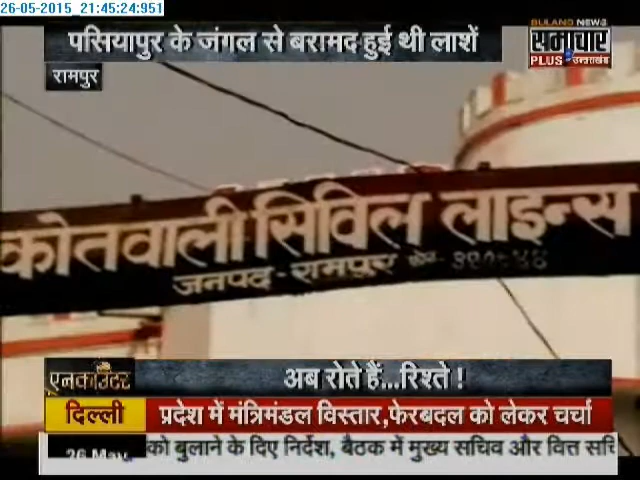 26-05-2015_21:45:24:951
पसियापुर के जंगल से बरामद हुई थी लाशें
BULAND NEWS
समाचार
PLUS उत्तराखंड
रामपुर
कोतवाली सिविल लाइन्स
जनपद - रामपुर
एनकाउंटर
अब रोते हैं...रिश्ते !
दिल्ली
प्रदेश में मंत्रिमंडल विस्तार,फेरबदल को लेकर चर्चा
26 May
को बुलाने के दिए निर्देश, बैठक में मुख्य सचिव और वित्त सचि